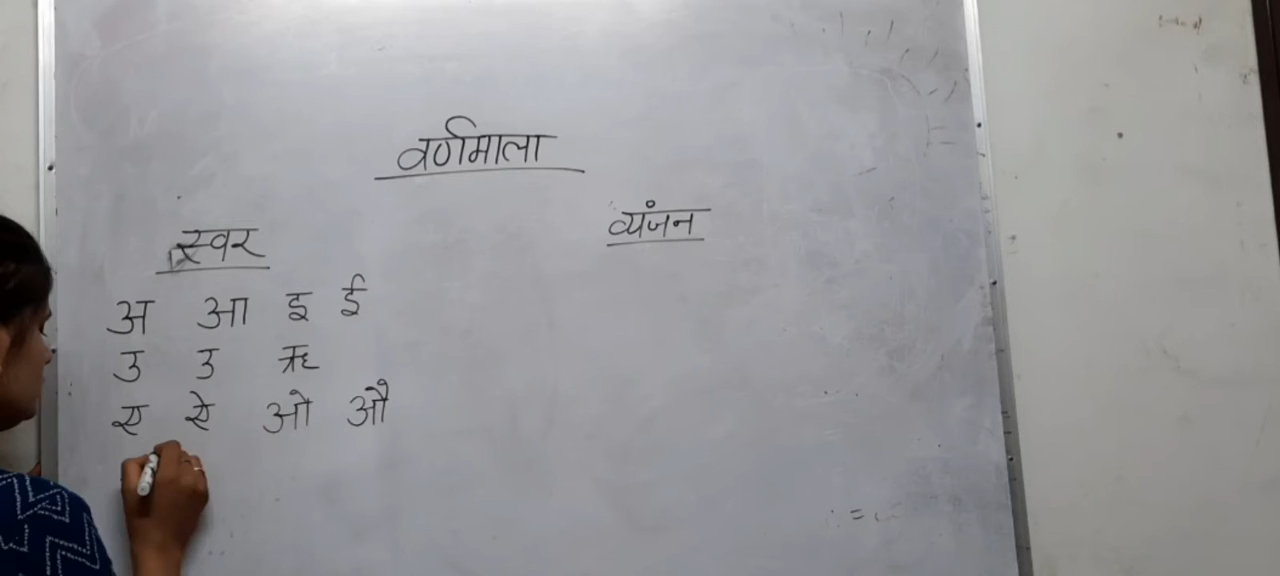 वर्णमाला
स्वर
व्यंजन
अ आ इ ई
उ उ ऋ
ए ऐ ओ औ